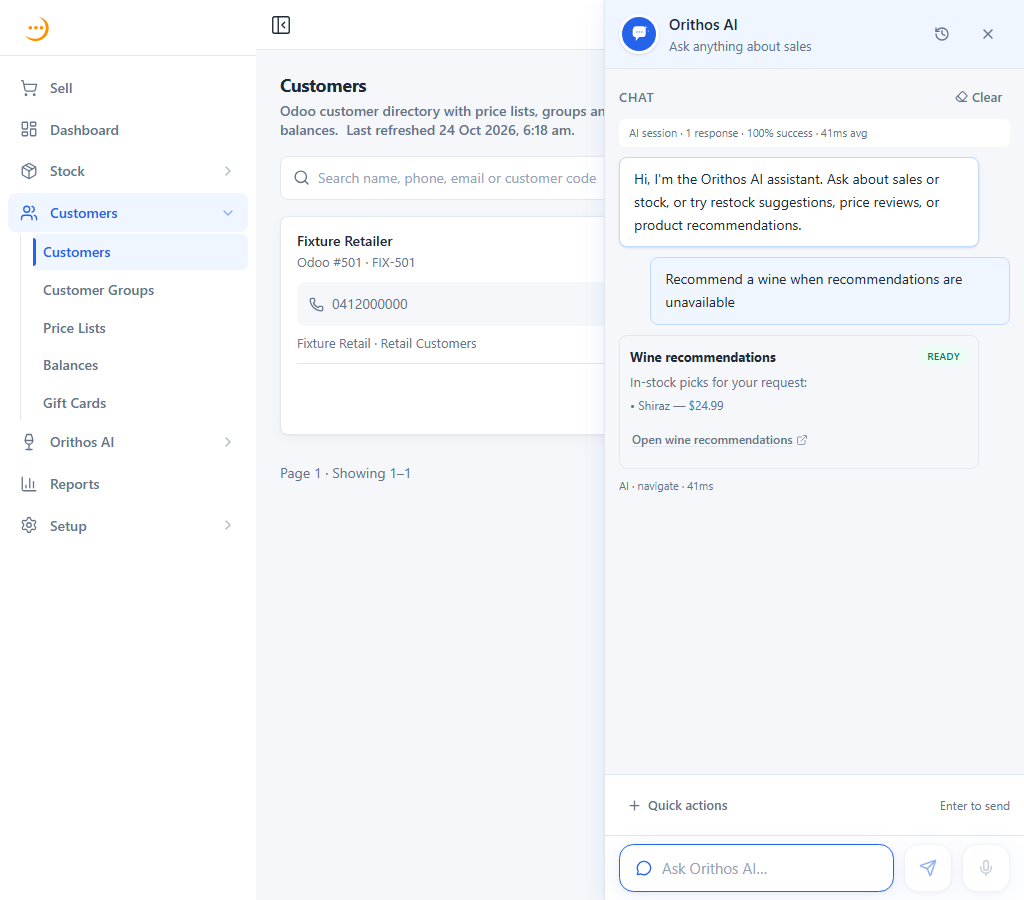 Sell
Dashboard
Stock
Customers
Customers
Customer Groups
Price Lists
Balances
Gift Cards
Orithos AI
Reports
Setup
Customers
Odoo customer directory with price lists, groups an
balances. Last refreshed 24 Oct 2026, 6:18 am.
Search name, phone, email or customer code
Fixture Retailer
Odoo #501 · FIX-501
0412000000
Fixture Retail · Retail Customers
Page 1 · Showing 1–1
Orithos AI
Ask anything about sales
CHAT
Clear
AI session · 1 response · 100% success · 41ms avg
Hi, I'm the Orithos AI assistant. Ask about sales or
stock, or try restock suggestions, price reviews, or
product recommendations.
Recommend a wine when recommendations are
unavailable
Wine recommendations
READY
In-stock picks for your request:
• Shiraz — $24.99
Open wine recommendations
AI · navigate · 41ms
Quick actions
Enter to send
Ask Orithos AI...